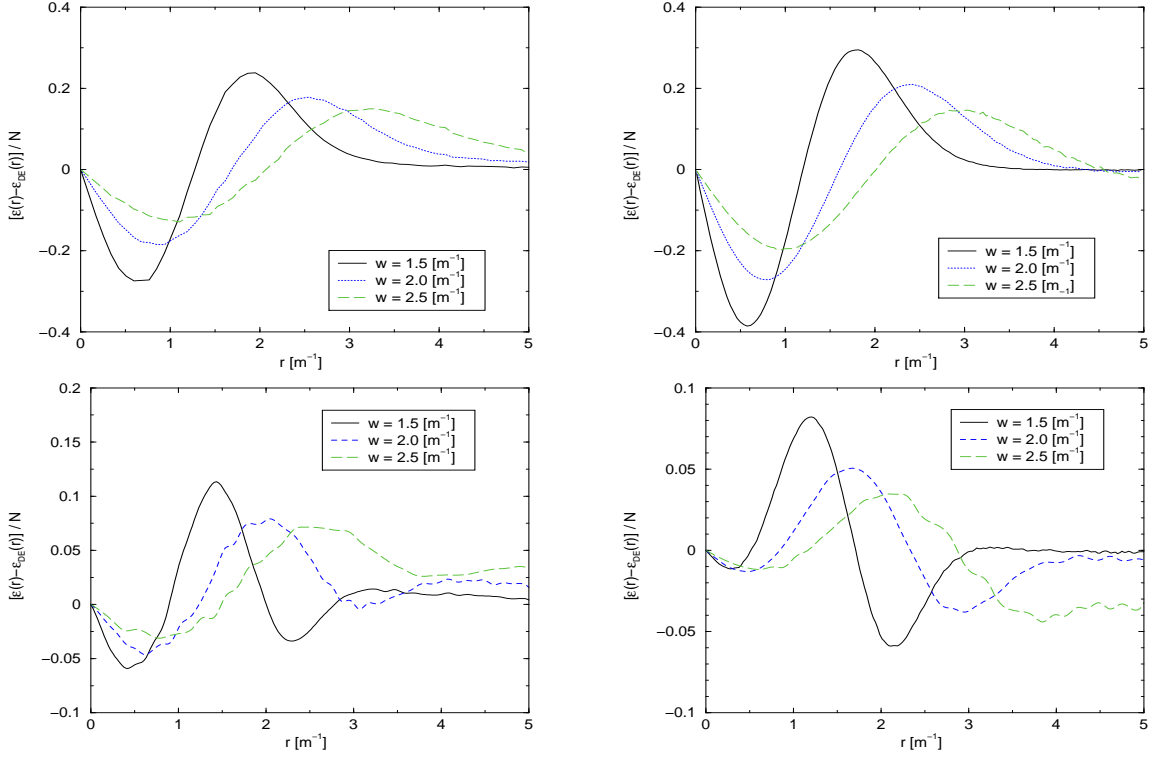 0.4
0.2
0
−0.2
−0.4
[ε(r)−ε_DE(r)] / N
w = 1.5 [m⁻¹]
w = 2.0 [m⁻¹]
w = 2.5 [m⁻¹]
0 1 2 3 4 5
r [m⁻¹]
0.4
0.2
0
−0.2
−0.4
[ε(r)−ε_DE(r)] / N
w = 1.5 [m⁻¹]
w = 2.0 [m⁻¹]
w = 2.5 [m₋₁]
0 1 2 3 4 5
r [m⁻¹]
0.2
0.15
0.1
0.05
0
−0.05
−0.1
[ε(r)−ε_DE(r)] / N
w = 1.5 [m⁻¹]
w = 2.0 [m⁻¹]
w = 2.5 [m⁻¹]
0 1 2 3 4 5
r [m⁻¹]
0.1
0.05
0
−0.05
−0.1
[ε(r)−ε_DE(r)] / N
w = 1.5 [m⁻¹]
w = 2.0 [m⁻¹]
w = 2.5 [m⁻¹]
0 1 2 3 4 5
r [m⁻¹]